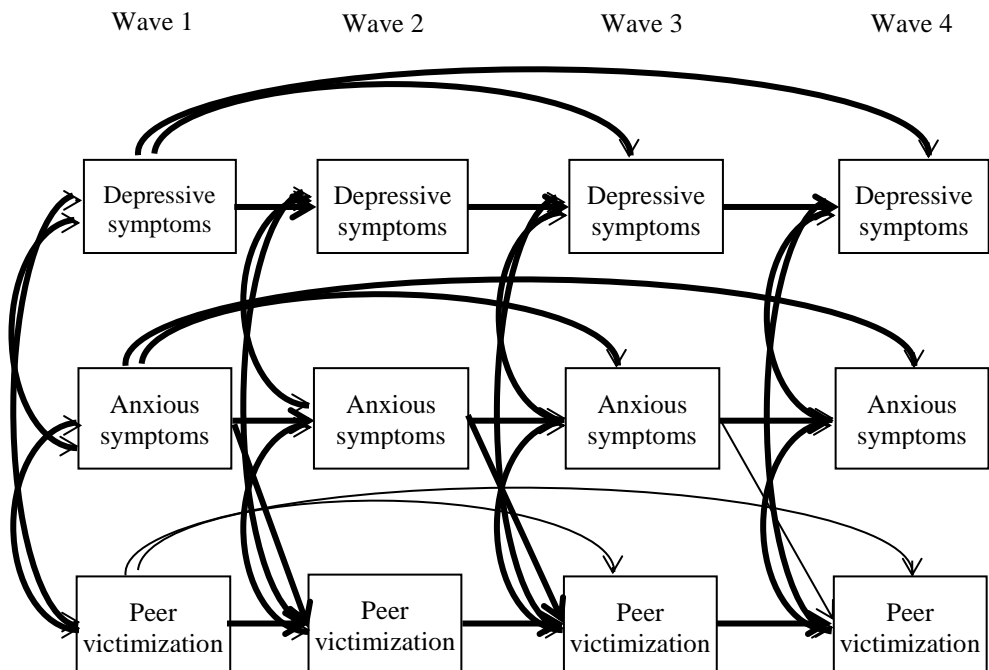 Wave 1
Wave 2
Wave 3
Wave 4
Depressive
symptoms
Depressive
symptoms
Depressive
symptoms
Depressive
symptoms
Anxious
symptoms
Anxious
symptoms
Anxious
symptoms
Anxious
symptoms
Peer
victimization
Peer
victimization
Peer
victimization
Peer
victimization